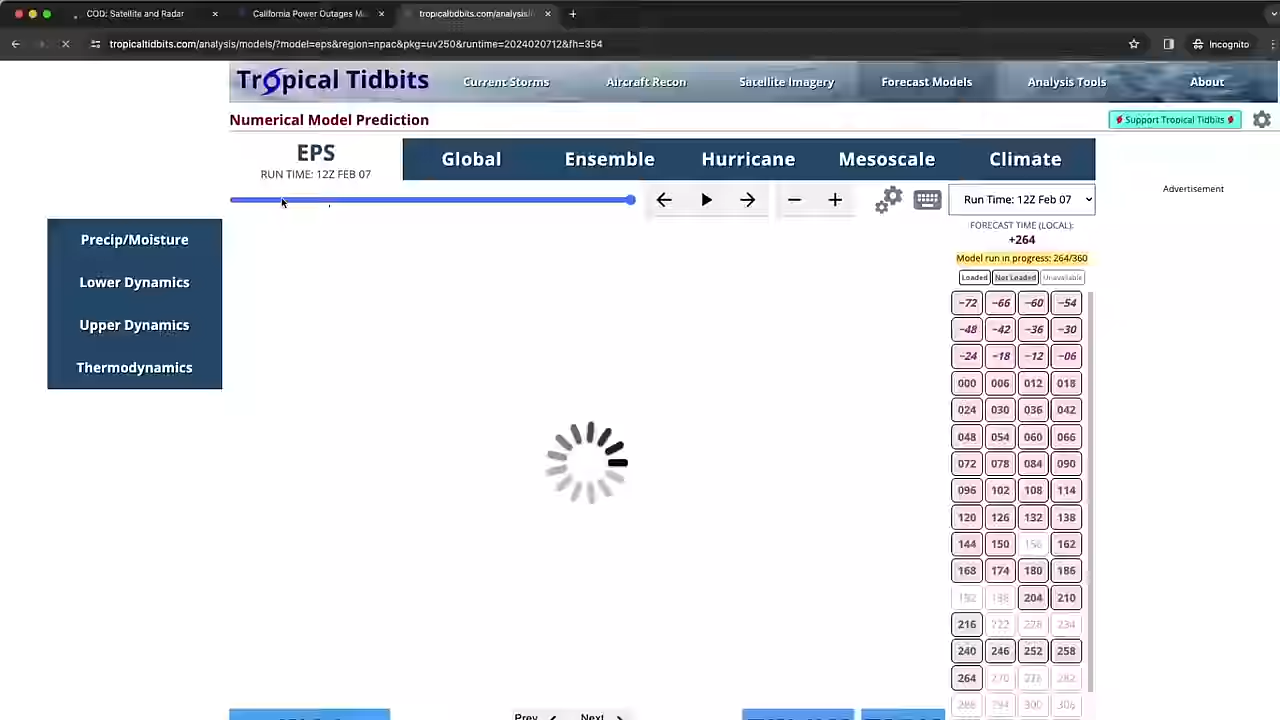 COD: Satellite and Radar
California Power Outages M
tropicaltidbits.com/analysis/
tropicaltidbits.com/analysis/models/?model=eps&region=npac&pkg=uv250&runtime=2024020712&fh=354
Incognito
Tropical Tidbits
Current Storms
Aircraft Recon
Satellite Imagery
Forecast Models
Analysis Tools
About
Numerical Model Prediction
Support Tropical Tidbits
EPS
RUN TIME: 12Z FEB 07
Global
Ensemble
Hurricane
Mesoscale
Climate
Advertisement
Run Time: 12Z Feb 07
FORECAST TIME (LOCAL):
+264
Model run in progress: 264/360
Loaded Not Loaded Unavailable
Precip/Moisture
Lower Dynamics
Upper Dynamics
Thermodynamics
-72 -66 -60 -54
-48 -42 -36 -30
-24 -18 -12 -06
000 006 012 018
024 030 036 042
048 054 060 066
072 078 084 090
096 102 108 114
120 126 132 138
144 150 156 162
168 174 180 186
192 198 204 210
216 222 228 234
240 246 252 258
264 270 276 282
288 294 300 306
Prev Next